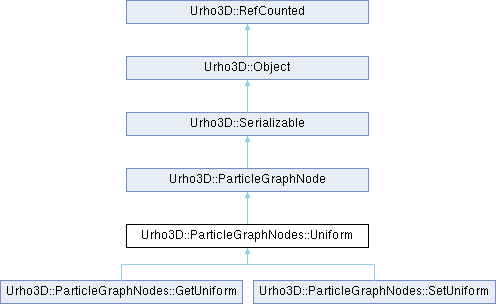 Urho3D::RefCounted
Urho3D::Object
Urho3D::Serializable
Urho3D::ParticleGraphNode
Urho3D::ParticleGraphNodes::Uniform
Urho3D::ParticleGraphNodes::GetUniform
Urho3D::ParticleGraphNodes::SetUniform